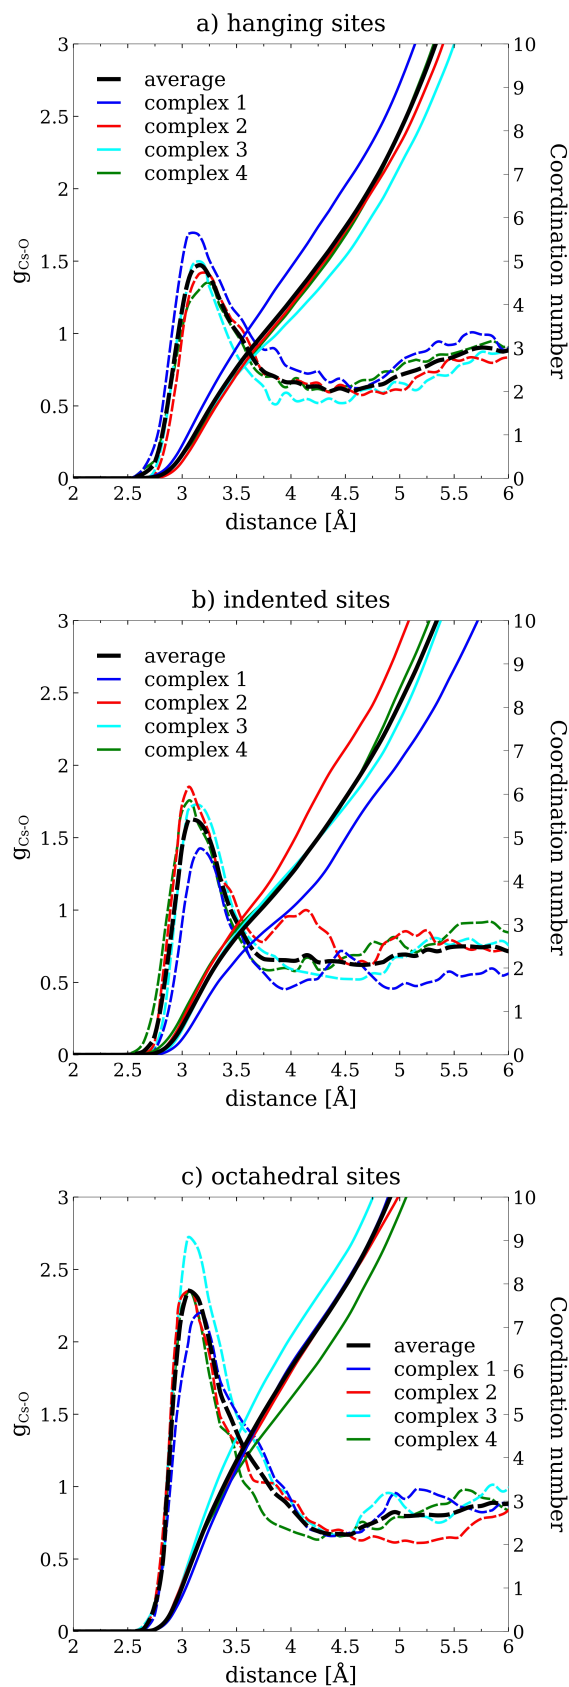 a) hanging sites
3
2.5
2
1.5
1
0.5
0
10
9
8
7
6
5
4
3
2
1
0
average
complex 1
complex 2
complex 3
complex 4
gCs-O
Coordination number
2 2.5 3 3.5 4 4.5 5 5.5 6
distance [Å]
b) indented sites
3
2.5
2
1.5
1
0.5
0
10
9
8
7
6
5
4
3
2
1
0
average
complex 1
complex 2
complex 3
complex 4
gCs-O
Coordination number
2 2.5 3 3.5 4 4.5 5 5.5 6
distance [Å]
c) octahedral sites
3
2.5
2
1.5
1
0.5
0
10
9
8
7
6
5
4
3
2
1
0
average
complex 1
complex 2
complex 3
complex 4
gCs-O
Coordination number
2 2.5 3 3.5 4 4.5 5 5.5 6
distance [Å]